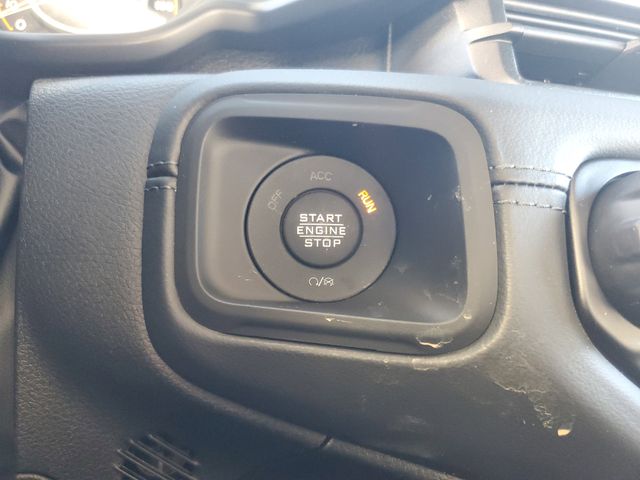 ACC
OFF
RUN
START
ENGINE
STOP